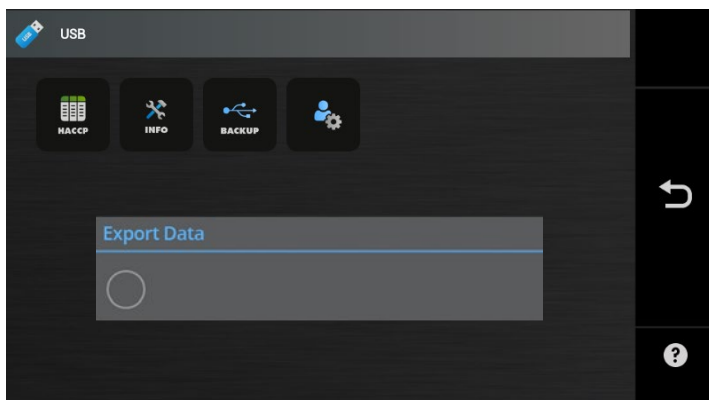 USB
HACCP
INFO
BACKUP
Export Data
?